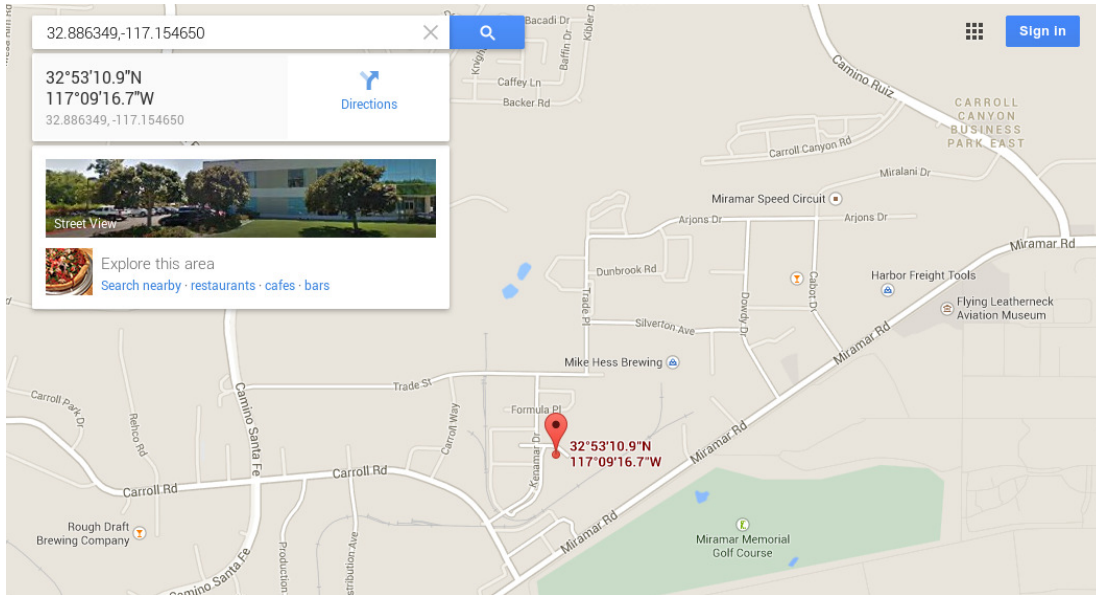 32.886349,-117.154650
Sign in
32°53'10.9"N
117°09'16.7"W
32.886349, -117.154650
Directions
Street View
Explore this area
Search nearby · restaurants · cafes · bars
Bacadi Dr
Baffin Dr
Kibler D
Caffey Ln
Backer Rd
Camino Ruiz
CARROLL
CANYON
BUSINESS
PARK EAST
Carroll Canyon Rd
Miralani Dr
Miramar Speed Circuit
Arjons Dr
Arjons Dr
Miramar Rd
Dunbrook Rd
Harbor Freight Tools
Cabot Dr
Flying Leatherneck
Aviation Museum
Trade Pl
Dowdy Dr
Silverton Ave
Miramar Rd
Mike Hess Brewing
Trade St
Camino Santa Fe
Carroll Park Dr
Rehco Rd
Carroll Way
Formula Pl
Kenamar Dr
32°53'10.9"N
117°09'16.7"W
Miramar Rd
Carroll Rd
Carroll Rd
Rough Draft
Brewing Company
Miramar Rd
Miramar Memorial
Golf Course
Production
tribution Ave
Camino Santa Fe